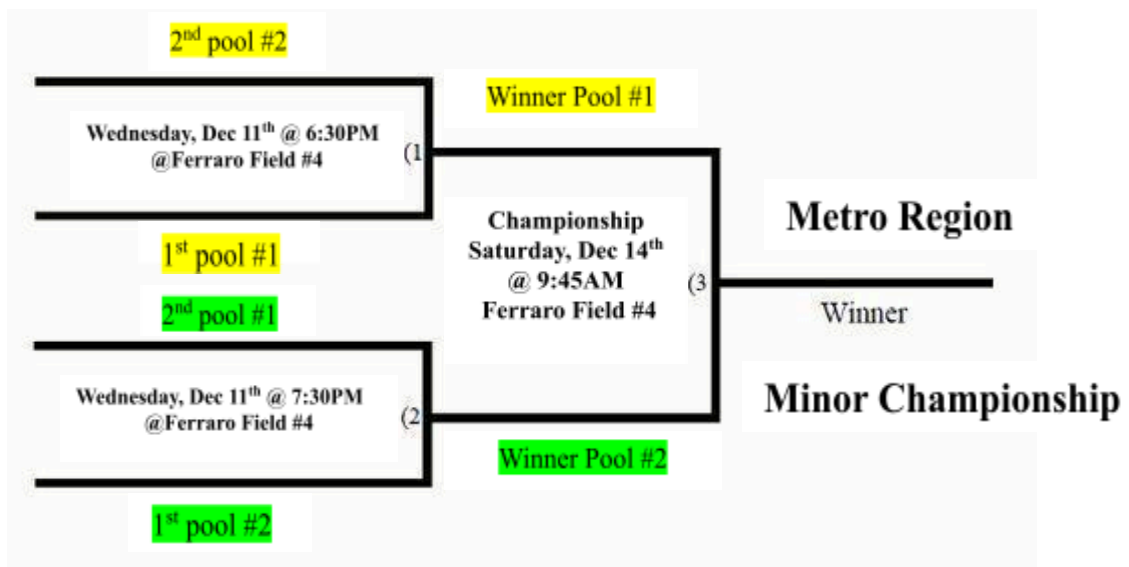 2nd pool #2
Wednesday, Dec 11th @ 6:30PM
@Ferraro Field #4
(1
1st pool #1
2nd pool #1
Wednesday, Dec 11th @ 7:30PM
@Ferraro Field #4
(2
1st pool #2
Winner Pool #1
Championship
Saturday, Dec 14th
@ 9:45AM
Ferraro Field #4
(3
Winner Pool #2
Metro Region
Winner
Minor Championship